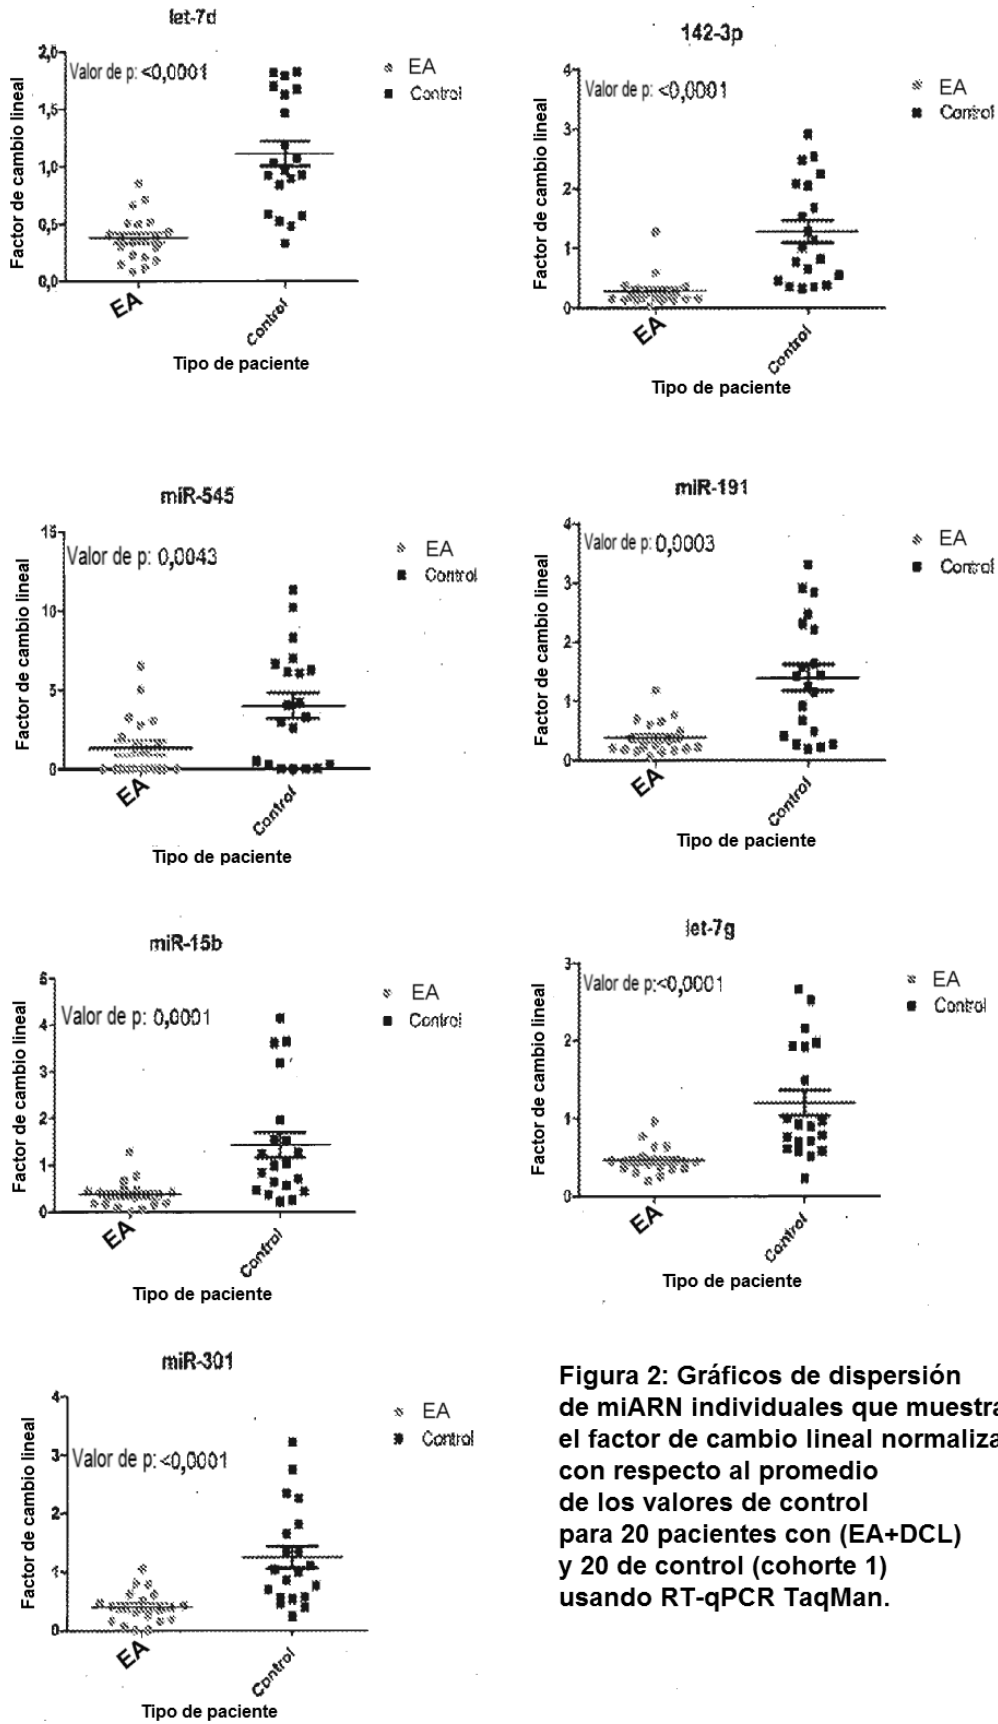 let-7d
Factor de cambio lineal
2,0
1,5
1,0
0,5
0,0
Valor de p: <0,0001
EA
Control
EA
Control
Tipo de paciente
142-3p
Factor de cambio lineal
4
3
2
1
0
Valor de p: <0,0001
EA
Control
EA
Control
Tipo de paciente
miR-545
Factor de cambio lineal
15
10
5
0
Valor de p: 0,0043
EA
Control
EA
Control
Tipo de paciente
miR-191
Factor de cambio lineal
4
3
2
1
0
Valor de p: 0,0003
EA
Control
EA
Control
Tipo de paciente
miR-15b
Factor de cambio lineal
5
4
3
2
1
0
Valor de p: 0,0001
EA
Control
EA
Control
Tipo de paciente
let-7g
Factor de cambio lineal
3
2
1
0
Valor de p:<0,0001
EA
Control
EA
Control
Tipo de paciente
miR-301
Factor de cambio lineal
4
3
2
1
0
Valor de p: <0,0001
EA
Control
EA
Control
Tipo de paciente
Figura 2: Gráficos de dispersión
de miARN individuales que muestra
el factor de cambio lineal normaliza
con respecto al promedio
de los valores de control
para 20 pacientes con (EA+DCL)
y 20 de control (cohorte 1)
usando RT-qPCR TaqMan.